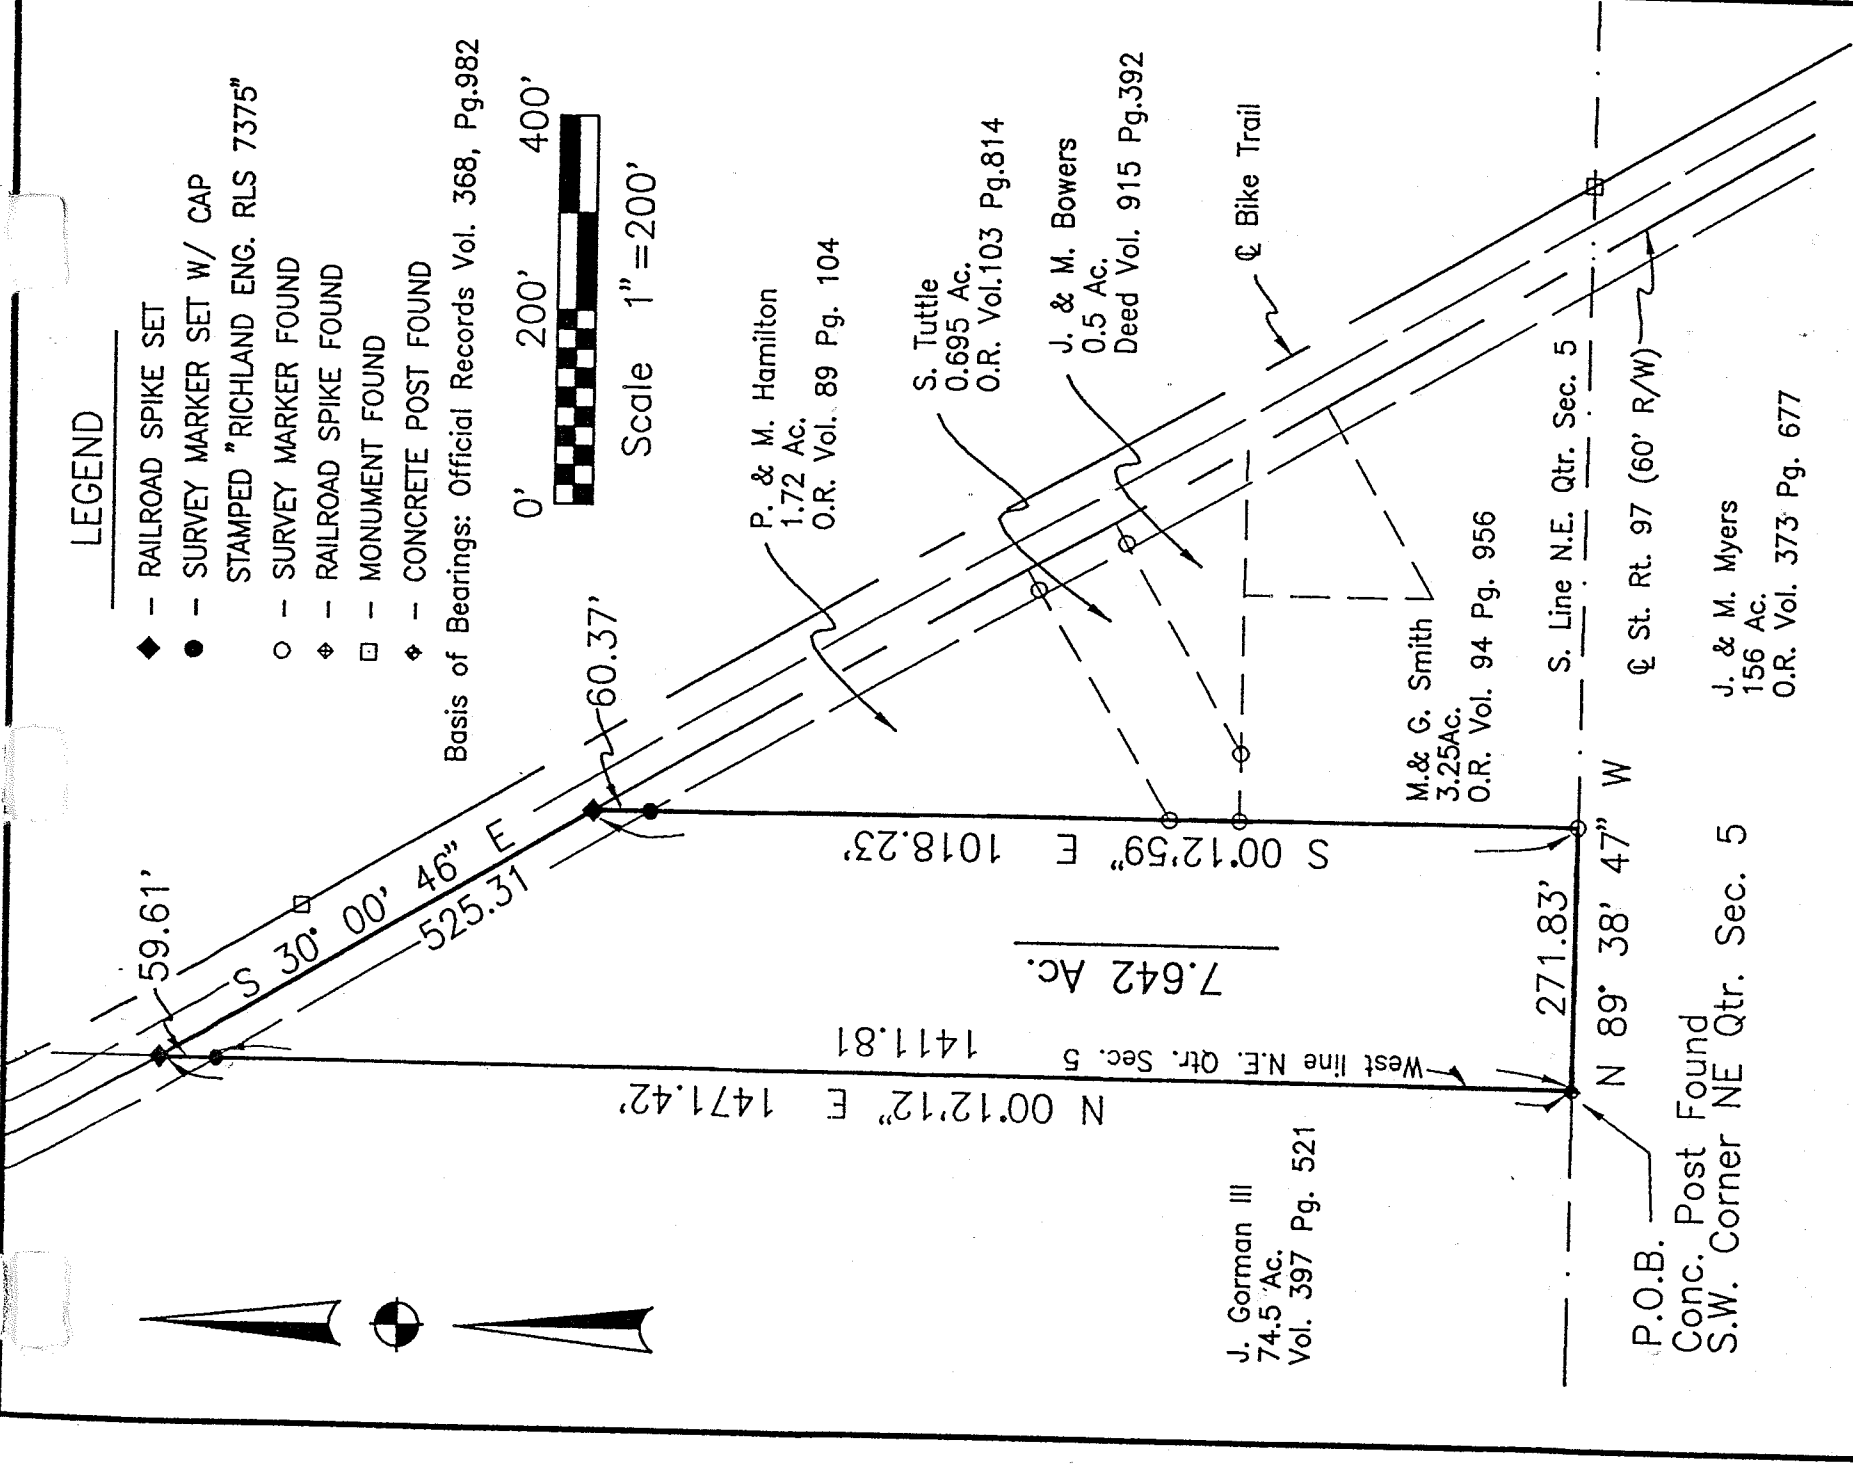 LEGEND
- RAILROAD SPIKE SET
- SURVEY MARKER SET W/ CAP
STAMPED "RICHLAND ENG. RLS 7375"
- SURVEY MARKER FOUND
- RAILROAD SPIKE FOUND
- MONUMENT FOUND
- CONCRETE POST FOUND
Basis of Bearings: Official Records Vol. 368, Pg.982
0' 200' 400'
Scale 1"=200'
P. & M. Hamilton
1.72 Ac.
O.R. Vol. 89 Pg. 104
S. Tuttle
0.695 Ac.
O.R. Vol.103 Pg.814
J. & M. Bowers
0.5 Ac.
Deed Vol. 915 Pg.392
℄ Bike Trail
59.61'
S 30° 00' 46" E
525.31
60.37'
S 00°12'59" E 1018.23'
7.642 Ac.
1411.81
West line N.E. Qtr. Sec. 5
N 00°12'12" E 1471.42'
M.& G. Smith
3.25Ac.
O.R. Vol. 94 Pg. 956
S. Line N.E. Qtr. Sec. 5
℄ St. Rt. 97 (60' R/W)
271.83'
N 89° 38' 47" W
J. & M. Myers
156 Ac.
O.R. Vol. 373 Pg. 677
J. Gorman III
74.5 Ac.
Vol. 397 Pg. 521
P.O.B.
Conc. Post Found
S.W. Corner NE Qtr. Sec. 5